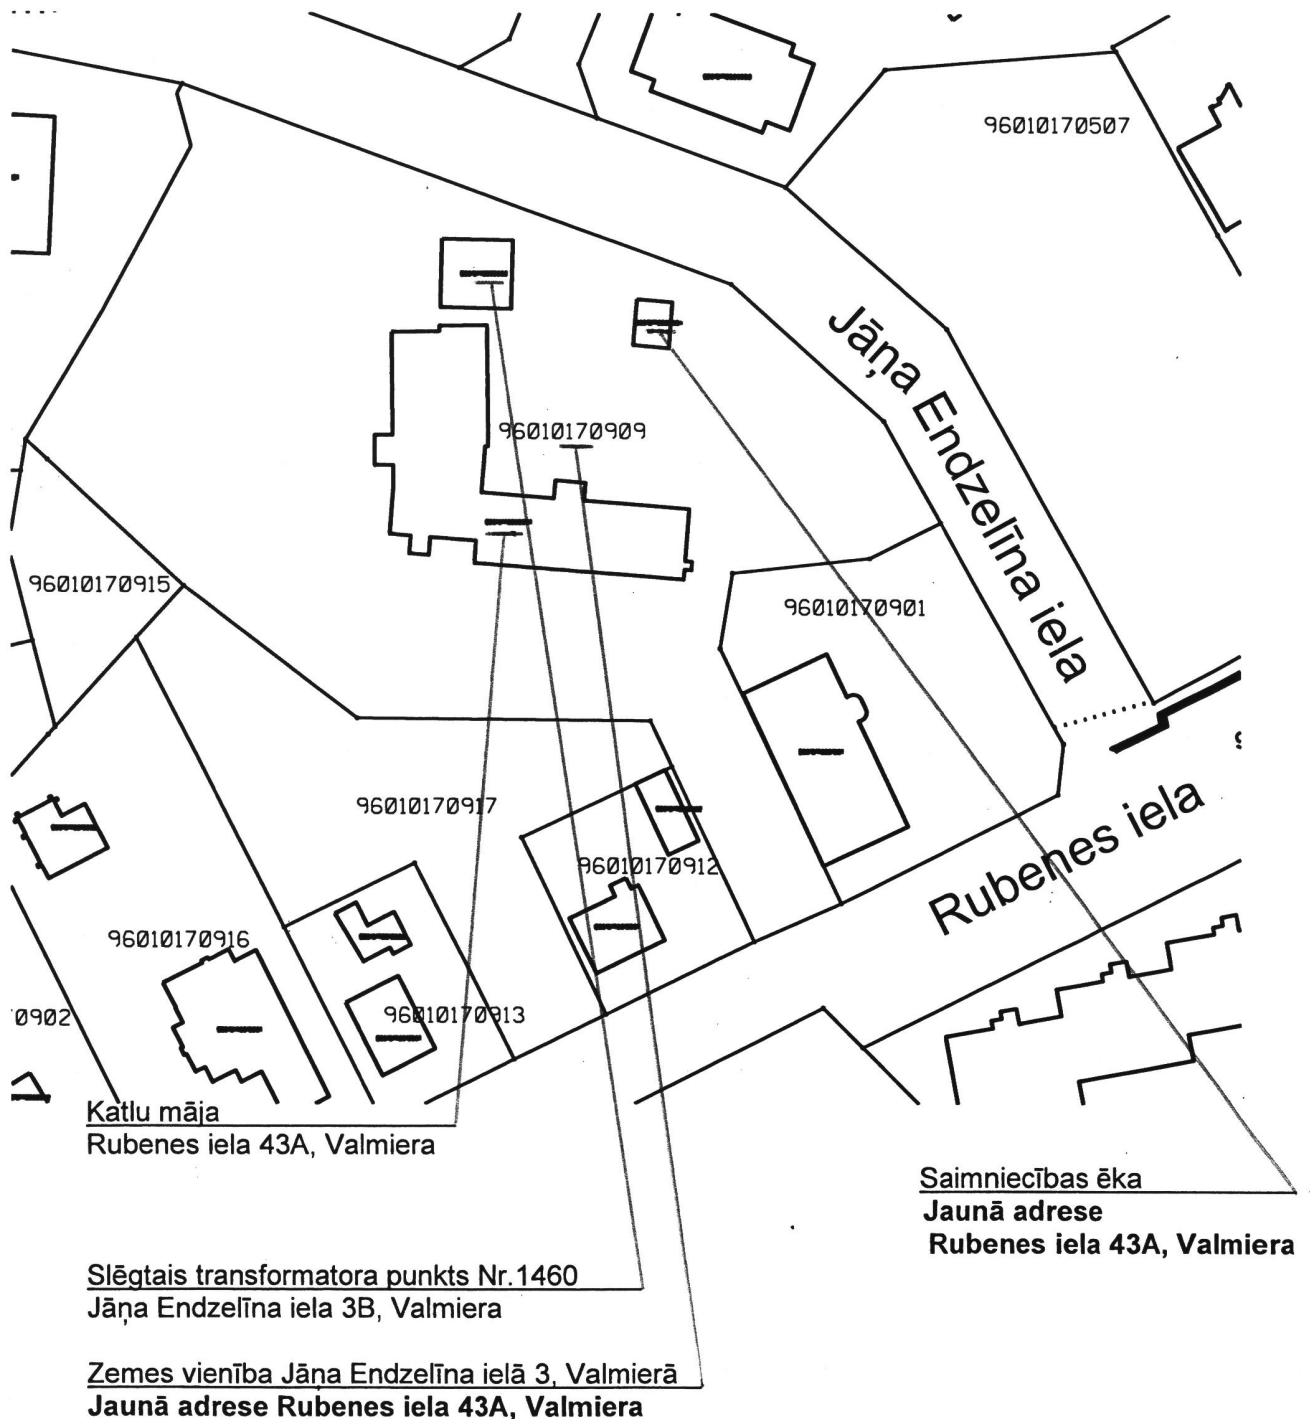 96010170507
Jāņa Endzelīna iela
96010170909
96010170915
96010170901
96010170917
96010170912
Rubenes iela
96010170916
96010170913
0902
Katlu māja
Rubenes iela 43A, Valmiera
Saimniecības ēka
Jaunā adrese
Rubenes iela 43A, Valmiera
Slēgtais transformatora punkts Nr.1460
Jāņa Endzelīna iela 3B, Valmiera
Zemes vienība Jāņa Endzelīna ielā 3, Valmierā
Jaunā adrese Rubenes iela 43A, Valmiera